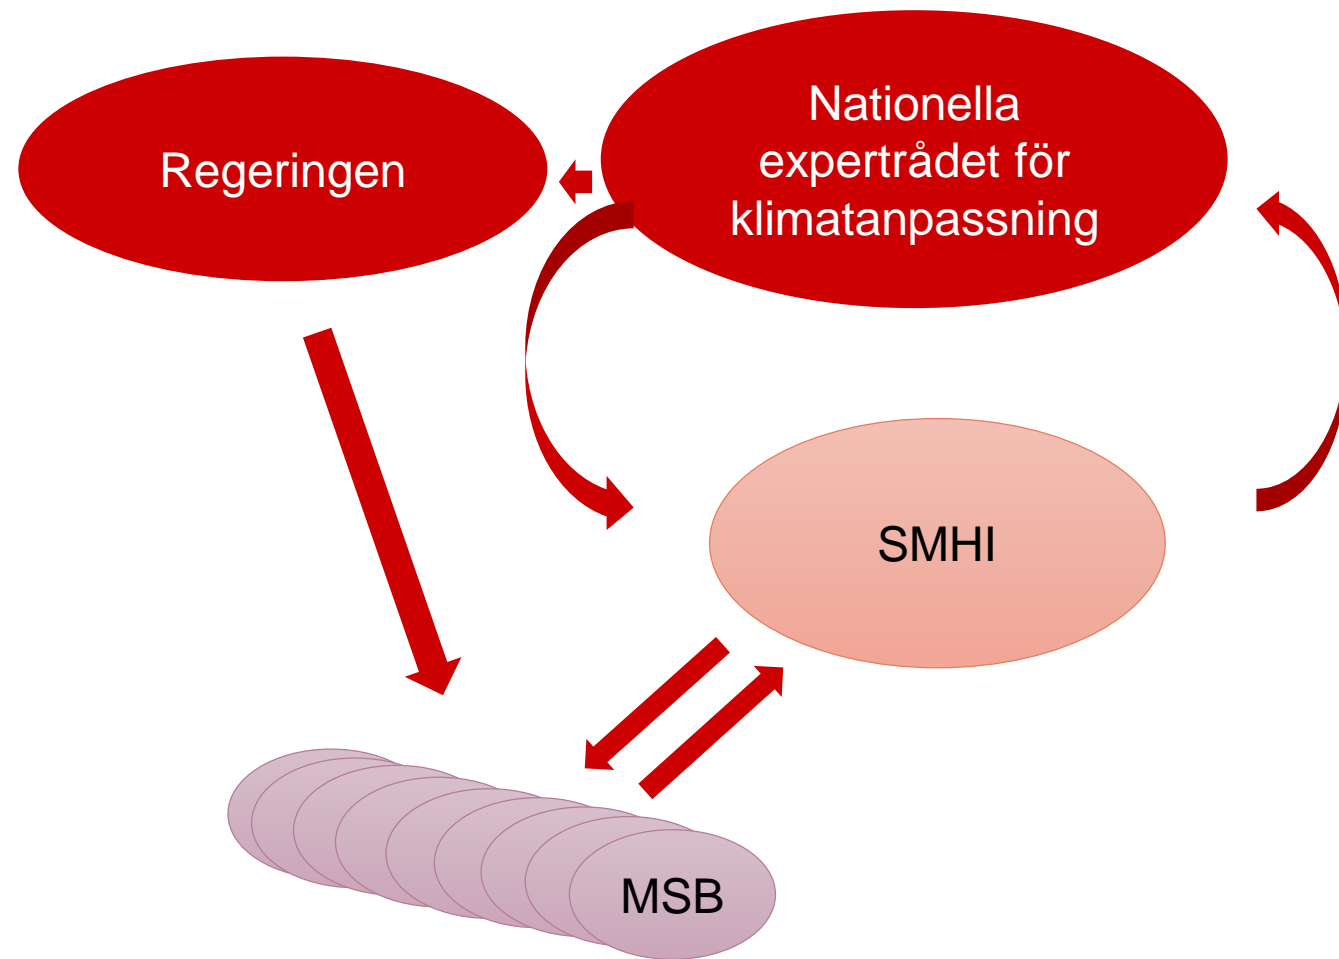 Regeringen
Nationella
expertrådet för
klimatanpassning
SMHI
MSB